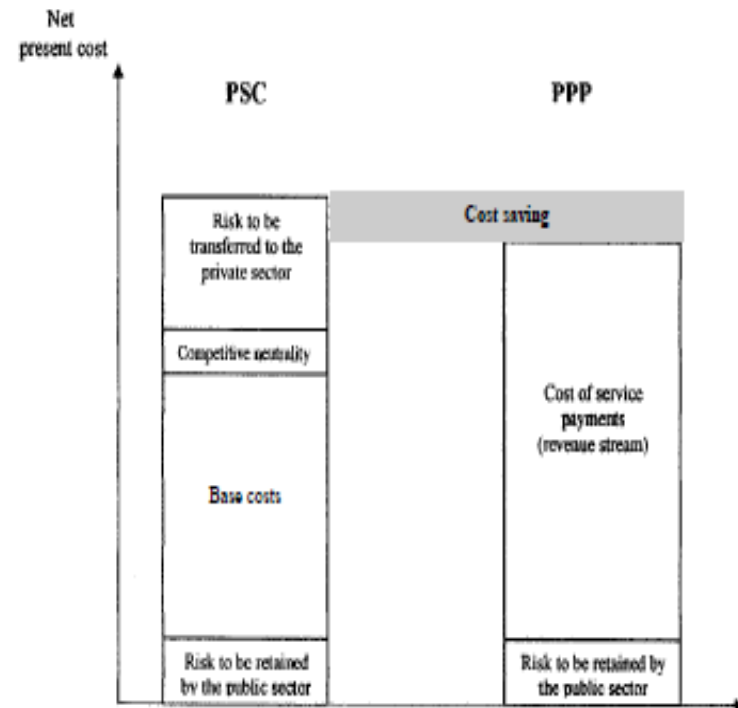 Net
present cost
PSC
PPP
Risk to be
transferred to the
private sector
Cost saving
Competitive neutrality
Cost of service
payments
(revenue stream)
Base costs
Risk to be retained
by the public sector
Risk to be retained by
the public sector